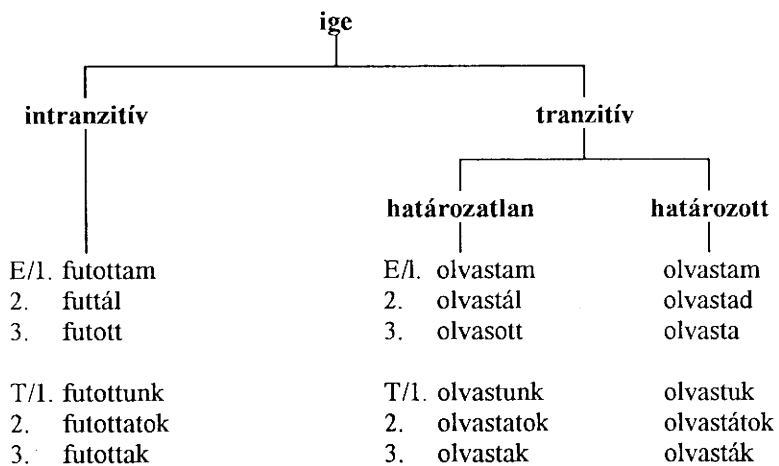 ige
intranzitív tranzitív
határozatlan határozott
E/1. futottam E/1. olvastam olvastam
2. futtál 2. olvastál olvastad
3. futott 3. olvasott olvasta
T/1. futottunk T/1. olvastunk olvastuk
2. futottatok 2. olvastatok olvastátok
3. futottak 3. olvastak olvasták